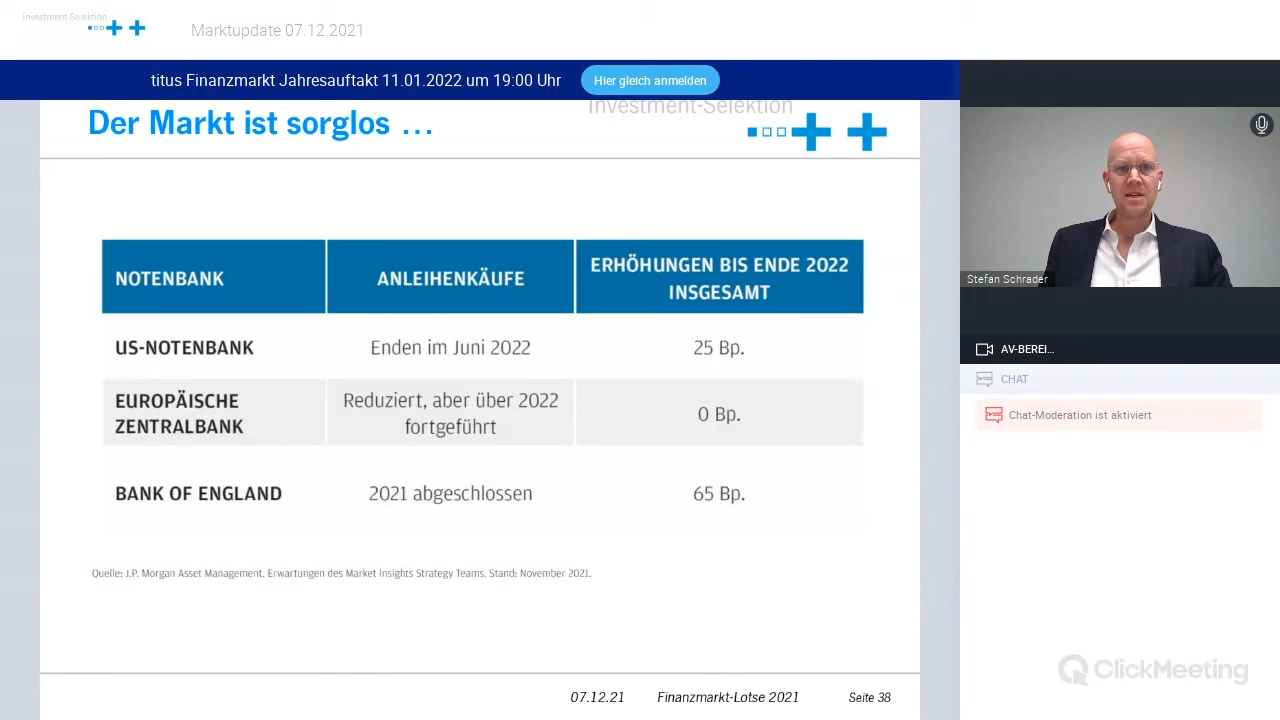 Investment-Selektion
Marktupdate 07.12.2021
titus Finanzmarkt Jahresauftakt 11.01.2022 um 19:00 Uhr
Hier gleich anmelden
Investment-Selektion
Der Markt ist sorglos …
NOTENBANK
ANLEIHENKÄUFE
ERHÖHUNGEN BIS ENDE 2022
INSGESAMT
US-NOTENBANK
Enden im Juni 2022
25 Bp.
EUROPÄISCHE
ZENTRALBANK
Reduziert, aber über 2022
fortgeführt
0 Bp.
BANK OF ENGLAND
2021 abgeschlossen
65 Bp.
Quelle: J.P. Morgan Asset Management. Erwartungen des Market Insights Strategy Teams. Stand: November 2021.
07.12.21
Finanzmarkt-Lotse 2021
Seite 38
Stefan Schrader
AV-BEREI...
CHAT
Chat-Moderation ist aktiviert
ClickMeeting